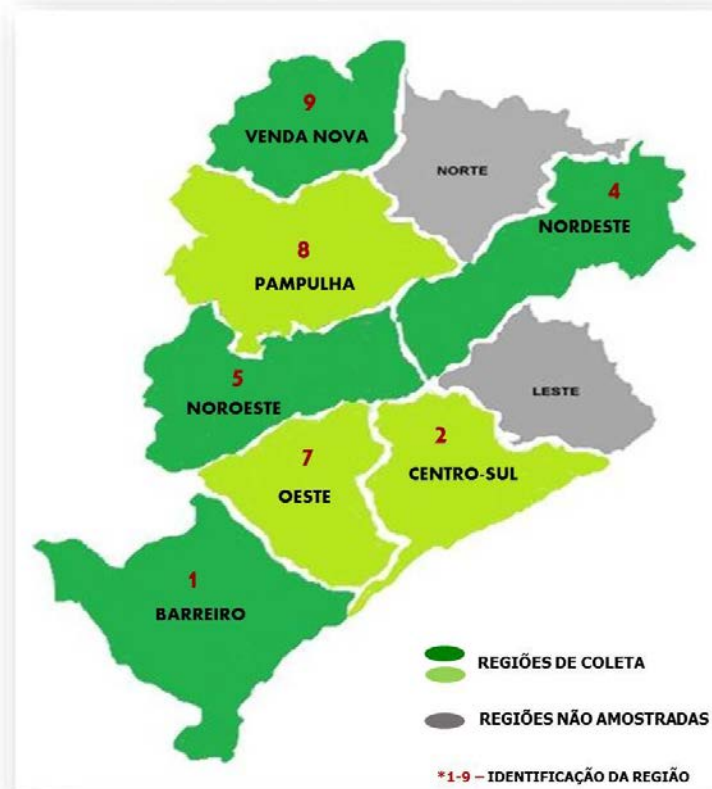 9
VENDA NOVA
NORTE
4
NORDESTE
8
PAMPULHA
5
NOROESTE
LESTE
2
CENTRO-SUL
7
OESTE
1
BARREIRO
REGIÕES DE COLETA
REGIÕES NÃO AMOSTRADAS
*1-9 – IDENTIFICAÇÃO DA REGIÃO